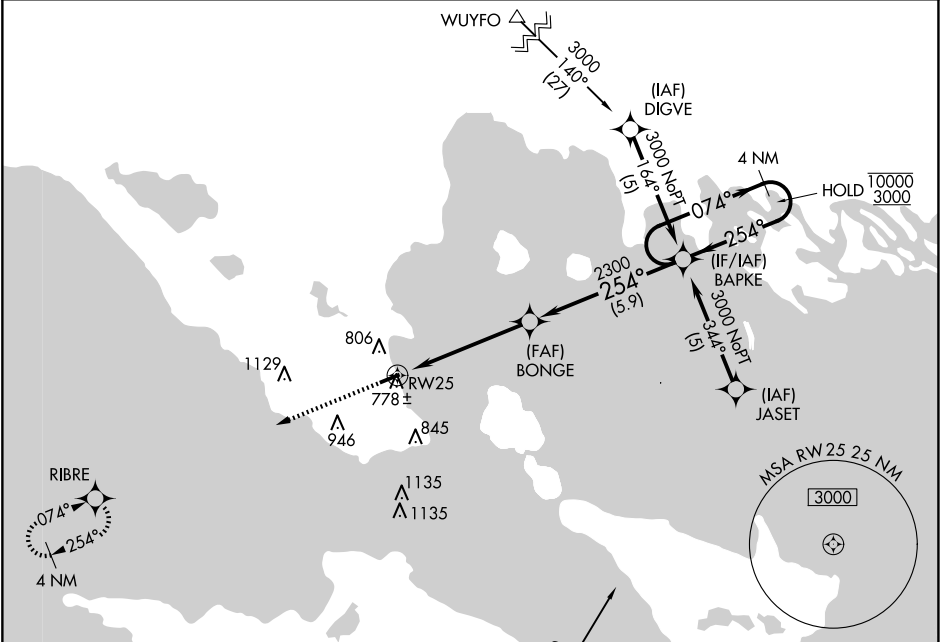 WUYFO
3000
140°
(27)
(IAF)
DIGVE
3000 NoPT
164°
(5)
4 NM
HOLD
10000
3000
074°
254°
(IF/IAF)
BAPKE
2300
254°
(5.9)
3000 NoPT
344°
(5)
(FAF)
BONGE
(IAF)
JASET
806
1129
RW25
778 ±
946
845
1135
1135
RIBRE
074°
254°
4 NM
MSA RW25 25 NM
3000